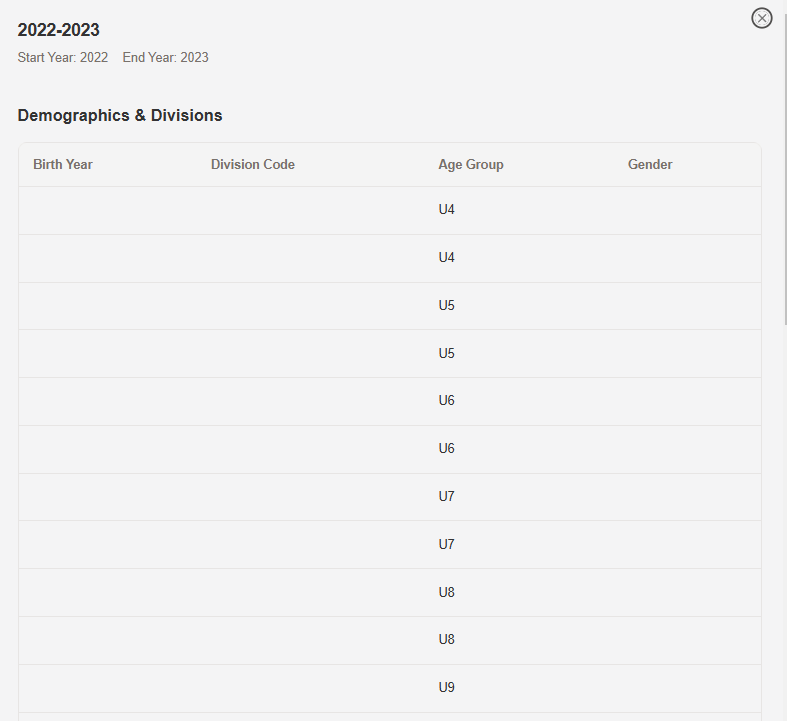 2022-2023
Start Year: 2022 End Year: 2023
Demographics & Divisions
Birth Year Division Code Age Group Gender
U4
U4
U5
U5
U6
U6
U7
U7
U8
U8
U9